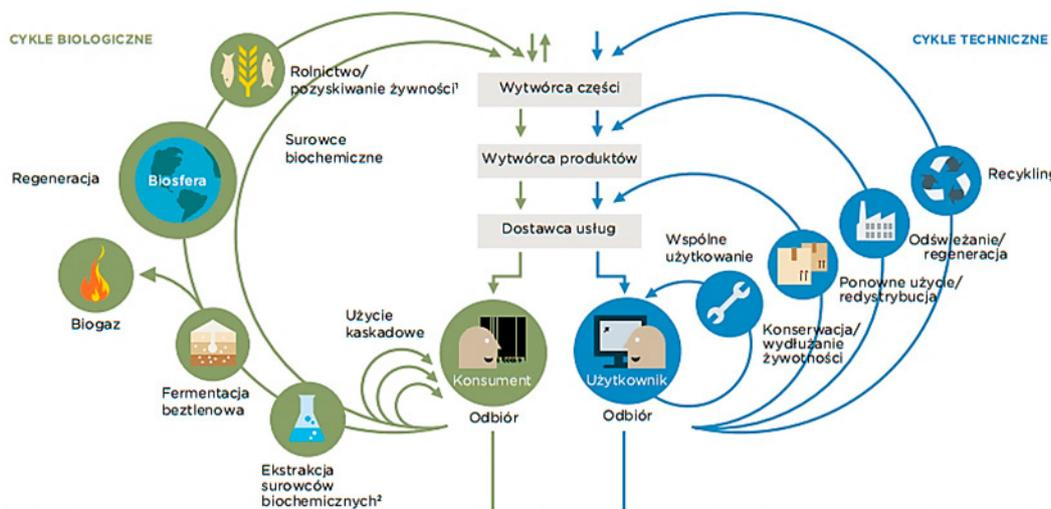 CYKLE BIOLOGICZNE
CYKLE TECHNICZNE
Rolnictwo/
pozyskiwanie żywności¹
Wytwórca części
Surowce
biochemiczne
Wytwórca produktów
Regeneracja
Biosfera
Recykling
Dostawca usług
Wspólne
użytkowanie
Odświeżanie/
regeneracja
Ponowne użycie/
redystrybucja
Biogaz
Użycie
kaskadowe
Konserwacja/
wydłużanie
żywotności
Konsument
Użytkownik
Fermentacja
beztlenowa
Odbiór
Odbiór
Ekstrakcja
surowców
biochemicznych²